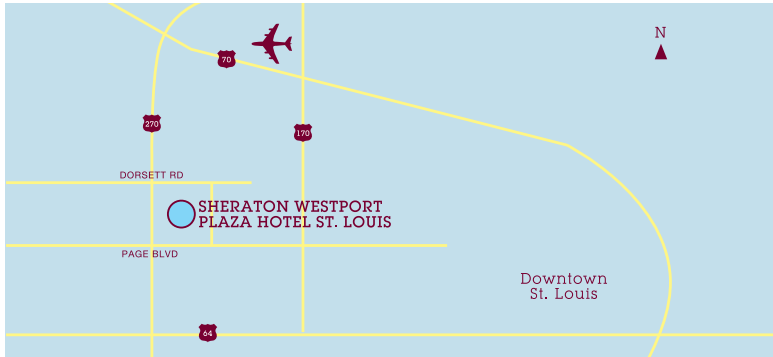 N
70
270
170
DORSETT RD
SHERATON WESTPORT
PLAZA HOTEL ST. LOUIS
PAGE BLVD
Downtown
St. Louis
64